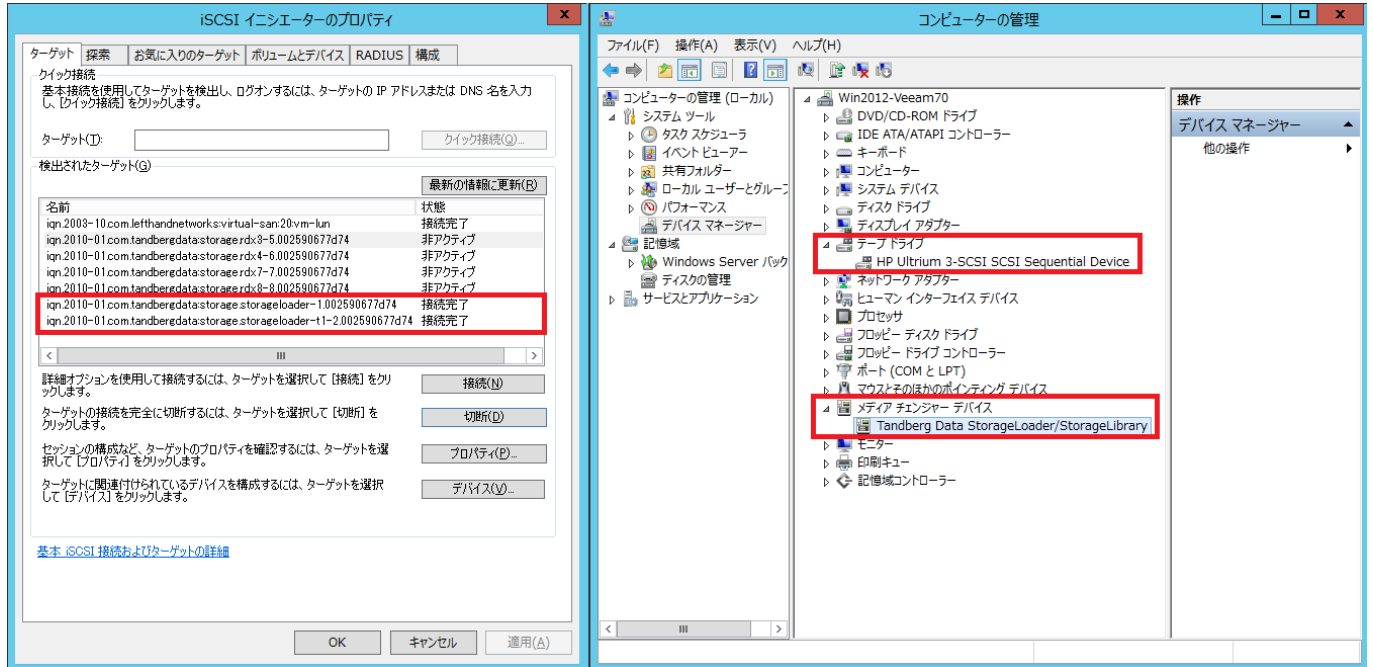 iSCSI イニシエーターのプロパティ
x
ターゲット
探索
お気に入りのターゲット
ボリュームとデバイス
RADIUS
構成
クイック接続
基本接続を使用してターゲットを検出し、ログオンするには、ターゲットの IP アドレスまたは DNS 名を入力
し、[クイック接続] をクリックします。
ターゲット(T):
クイック接続(Q)...
検出されたターゲット(G)
最新の情報に更新(R)
名前 状態
iqn.2003-10.com.lefthandnetworks:virtual-san:20:vm-lun 接続完了
iqn.2010-01.com.tandbergdata:storage.rdx3-5.002590677d74 非アクティブ
iqn.2010-01.com.tandbergdata:storage.rdx4-6.002590677d74 非アクティブ
iqn.2010-01.com.tandbergdata:storage.rdx7-7.002590677d74 非アクティブ
iqn.2010-01.com.tandbergdata:storage.rdx8-8.002590677d74 非アクティブ
iqn.2010-01.com.tandbergdata:storage.storageloader-1.002590677d74 接続完了
iqn.2010-01.com.tandbergdata:storage.storageloader-t1-2.002590677d74 接続完了
詳細オプションを使用して接続するには、ターゲットを選択して [接続] をクリ
ックします。
接続(N)
ターゲットの接続を完全に切断するには、ターゲットを選択して [切断] を
クリックします。
切断(D)
セッションの構成など、ターゲットのプロパティを確認するには、ターゲットを選
択して [プロパティ] をクリックします。
プロパティ(P)...
ターゲットに関連付けられているデバイスを構成するには、ターゲットを選択
して [デバイス] をクリックします。
デバイス(V)...
基本 iSCSI 接続およびターゲットの詳細
OK
キャンセル
適用(A)
コンピューターの管理
x
ファイル(F) 操作(A) 表示(V) ヘルプ(H)
コンピューターの管理 (ローカル)
システム ツール
タスク スケジューラ
イベント ビューアー
共有フォルダー
ローカル ユーザーとグルー
パフォーマンス
デバイス マネージャー
記憶域
Windows Server バック
ディスクの管理
サービスとアプリケーション
Win2012-Veeam70
DVD/CD-ROM ドライブ
IDE ATA/ATAPI コントローラー
キーボード
コンピューター
システム デバイス
ディスク ドライブ
ディスプレイ アダプター
テープ ドライブ
HP Ultrium 3-SCSI SCSI Sequential Device
ネットワーク アダプター
ヒューマン インターフェイス デバイス
プロセッサ
フロッピー ディスク ドライブ
フロッピー ドライブ コントローラー
ポート (COM と LPT)
マウスとそのほかのポインティング デバイス
メディア チェンジャー デバイス
Tandberg Data StorageLoader/StorageLibrary
モニター
印刷キュー
記憶域コントローラー
操作
デバイス マネージャー
他の操作